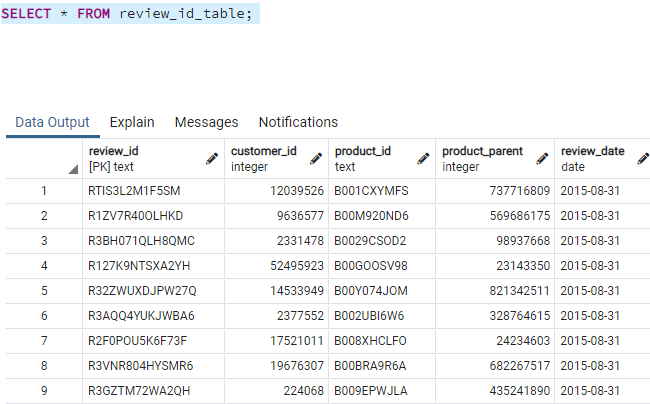 SELECT * FROM review_id_table;
Data Output Explain Messages Notifications
review_id customer_id product_id product_parent review_date
[PK] text integer text integer date
1 RTIS3L2M1F5SM 12039526 B001CXYMFS 737716809 2015-08-31
2 R1ZV7R40OLHKD 9636577 B00M920ND6 569686175 2015-08-31
3 R3BH071QLH8QMC 2331478 B0029CSOD2 98937668 2015-08-31
4 R127K9NTSXA2YH 52495923 B00GOOSV98 23143350 2015-08-31
5 R32ZWUXDJPW27Q 14533949 B00Y074JOM 821342511 2015-08-31
6 R3AQQ4YUKJWBA6 2377552 B002UBI6W6 328764615 2015-08-31
7 R2F0POU5K6F73F 17521011 B008XHCLFO 24234603 2015-08-31
8 R3VNR804HYSMR6 19676307 B00BRA9R6A 682267517 2015-08-31
9 R3GZTM72WA2QH 224068 B009EPWJLA 435241890 2015-08-31